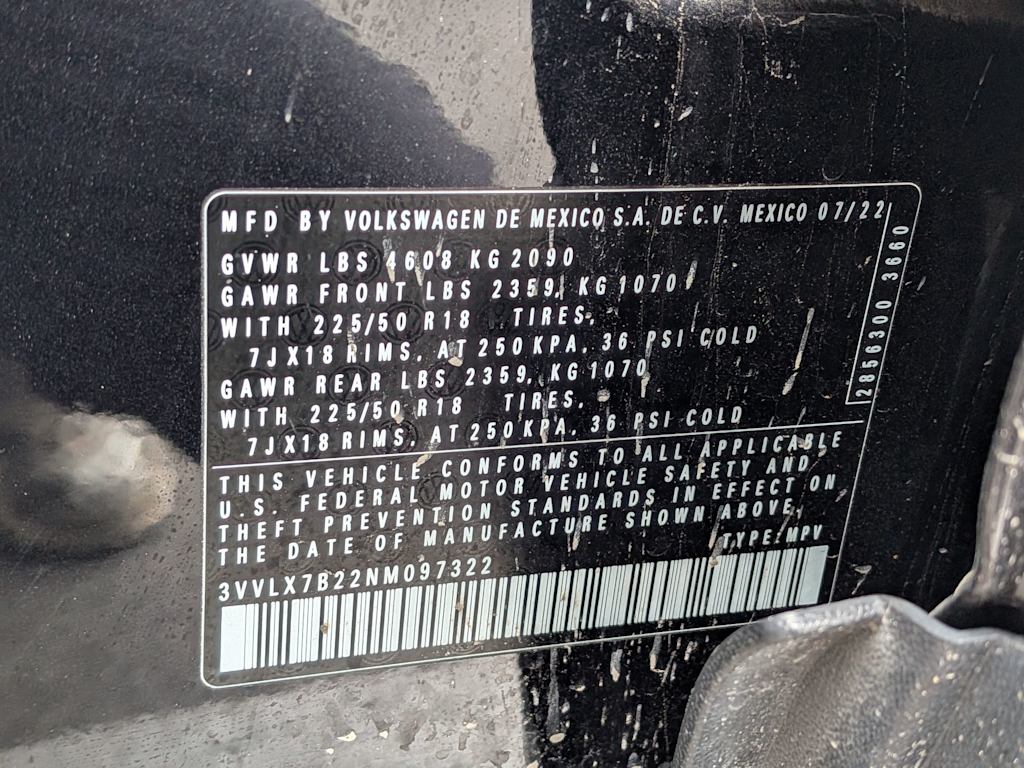 MFD BY VOLKSWAGEN DE MEXICO S.A. DE C.V. MEXICO 07/22
GVWR LBS 4608 KG 2090
GAWR FRONT LBS 2359, KG 1070
WITH 225/50 R18 TIRES,
7JX18 RIMS, AT 250 KPA, 36 PSI COLD
GAWR REAR LBS 2359, KG 1070
WITH 225/50 R18 TIRES,
7JX18 RIMS, AT 250 KPA, 36 PSI COLD
2856300 3660
THIS VEHICLE CONFORMS TO ALL APPLICABLE
U.S. FEDERAL MOTOR VEHICLE SAFETY AND
THEFT PREVENTION STANDARDS IN EFFECT ON
THE DATE OF MANUFACTURE SHOWN ABOVE.
TYPE: MPV
3VVLX7B22NM097322